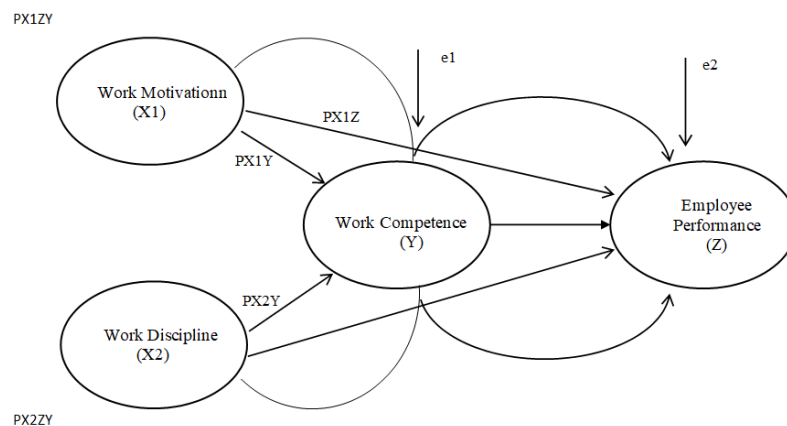 PX1ZY
e1
e2
Work Motivationn
(X1)
PX1Z
PX1Y
Work Competence
(Y)
Employee
Performance
(Z)
PX2Y
Work Discipline
(X2)
PX2ZY